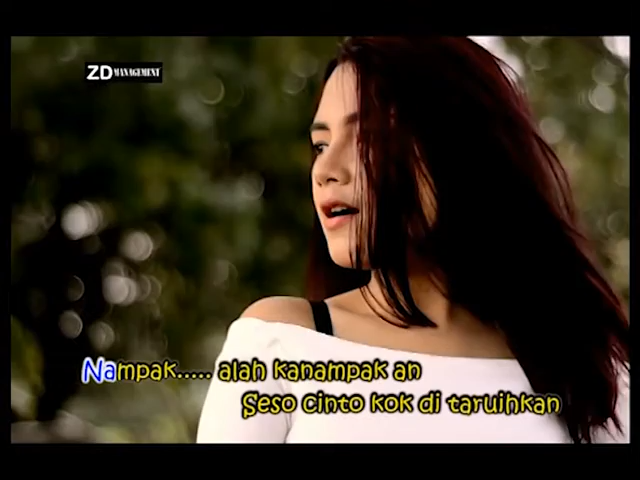 ZD MANAGEMENT
Nampak..... alah kanampak an
Seso cinto kok di taruihkan